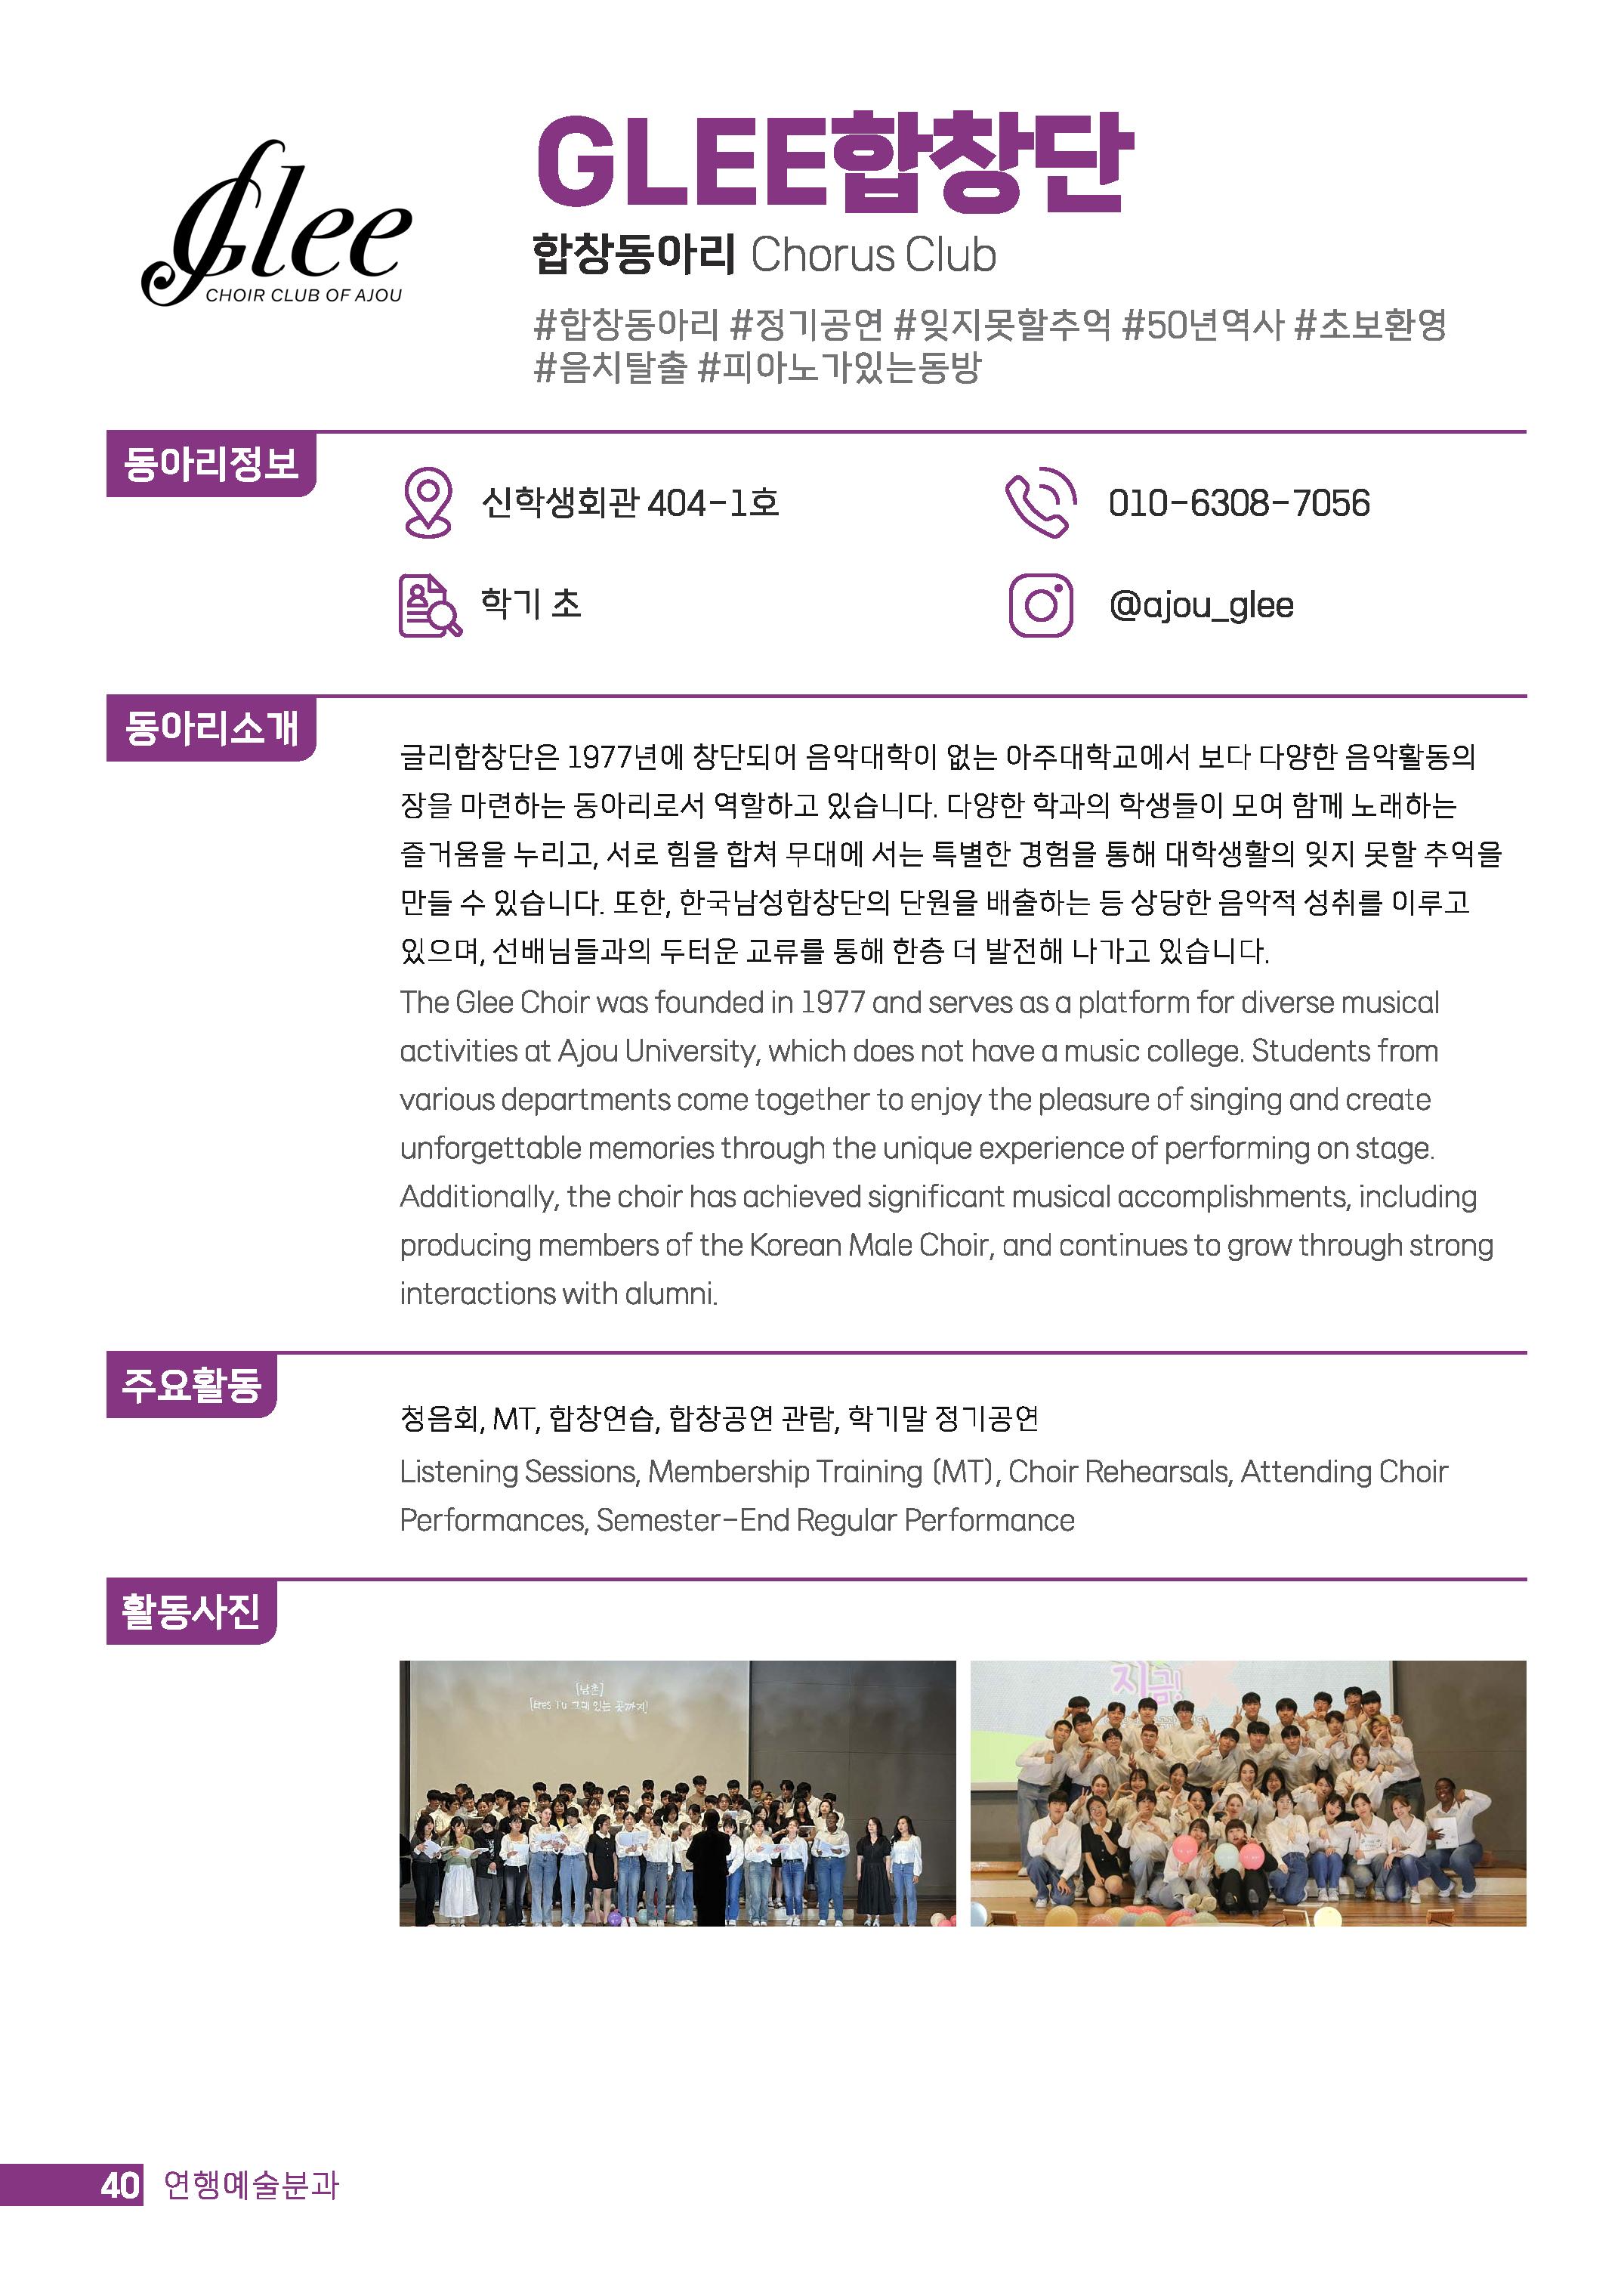 Glee
CHOIR CLUB OF AJOU
GLEE합창단
합창동아리 Chorus Club
#합창동아리 #정기공연 #잊지못할추억 #50년역사 #초보환영
#음치탈출 #피아노가있는동방
동아리정보
신학생회관 404-1호
010-6308-7056
학기 초
@ajou_glee
동아리소개
글리합창단은 1977년에 창단되어 음악대학이 없는 아주대학교에서 보다 다양한 음악활동의
장을 마련하는 동아리로서 역할하고 있습니다. 다양한 학과의 학생들이 모여 함께 노래하는
즐거움을 누리고, 서로 힘을 합쳐 무대에 서는 특별한 경험을 통해 대학생활의 잊지 못할 추억을
만들 수 있습니다. 또한, 한국남성합창단의 단원을 배출하는 등 상당한 음악적 성취를 이루고
있으며, 선배님들과의 두터운 교류를 통해 한층 더 발전해 나가고 있습니다.
The Glee Choir was founded in 1977 and serves as a platform for diverse musical
activities at Ajou University, which does not have a music college. Students from
various departments come together to enjoy the pleasure of singing and create
unforgettable memories through the unique experience of performing on stage.
Additionally, the choir has achieved significant musical accomplishments, including
producing members of the Korean Male Choir, and continues to grow through strong
interactions with alumni.
주요활동
청음회, MT, 합창연습, 합창공연 관람, 학기말 정기공연
Listening Sessions, Membership Training (MT), Choir Rehearsals, Attending Choir
Performances, Semester-End Regular Performance
활동사진
[Eres Tu 그대 있는 곳까지]
지금!
40 연행예술분과